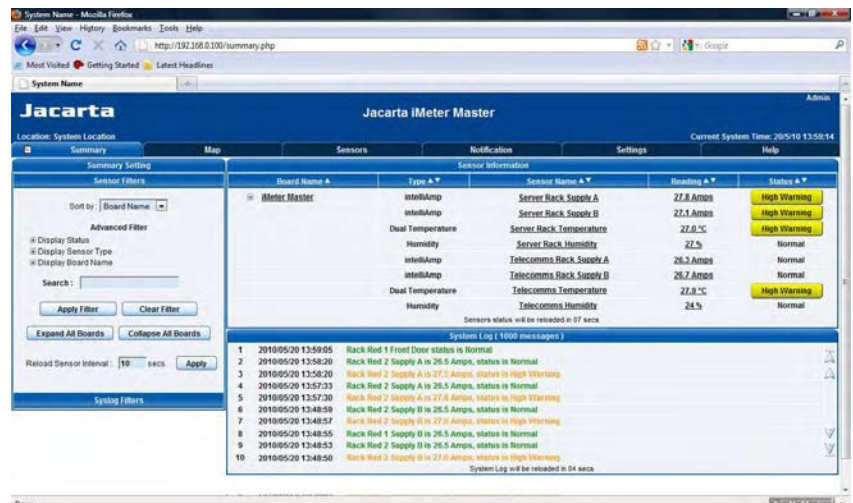 System Name - Mozilla Firefox
File Edit View History Bookmarks Tools Help
http://192.168.0.100/summary.php
Google
Most Visited Getting Started Latest Headlines
System Name
Admin
Jacarta
Jacarta iMeter Master
Location: System Location
Current System Time: 20/5/10 13:58:14
Summary Map Sensors Notification Settings Help
Summary Setting
Sensor Filters
Sort by: Board Name
Advanced Filter
Display Status
Display Sensor Type
Display Board Name
Search :
Apply Filter Clear Filter
Expand All Boards Collapse All Boards
Reload Sensor Interval : 10 secs Apply
Syslog Filters
Sensor Information
Board Name Type Sensor Name Reading Status
iMeter Master intelliAmp Server Rack Supply A 27.8 Amps High Warning
intelliAmp Server Rack Supply B 27.1 Amps High Warning
Dual Temperature Server Rack Temperature 27.0 °C High Warning
Humidity Server Rack Humidity 27 % Normal
intelliAmp Telecomms Rack Supply A 26.3 Amps Normal
intelliAmp Telecomms Rack Supply B 26.7 Amps Normal
Dual Temperature Telecomms Temperature 27.9 °C High Warning
Humidity Telecomms Humidity 24 % Normal
Sensors status will be reloaded in 07 secs
System Log ( 1000 messages )
1 2010/05/20 13:59:05 Rack Red 1 Front Door status is Normal
2 2010/05/20 13:58:20 Rack Red 2 Supply A is 26.5 Amps, status is Normal
3 2010/05/20 13:58:20 Rack Red 2 Supply A is Amps, status is High Warning
4 2010/05/20 13:57:33 Rack Red 2 Supply A is 26.5 Amps, status is Normal
5 2010/05/20 13:57:30 Rack Red 2 Supply A is Amps, status is High Warning
6 2010/05/20 13:48:59 Rack Red 2 Supply B is 26.5 Amps, status is Normal
7 2010/05/20 13:48:57 Rack Red 2 Supply B is Amps, status is High Warning
8 2010/05/20 13:48:55 Rack Red 1 Supply B is 26.5 Amps, status is Normal
9 2010/05/20 13:48:53 Rack Red 2 Supply B is 26.5 Amps, status is Normal
10 2010/05/20 13:48:50 Rack Red 2 Supply B is Amps, status is High Warning
System Log will be reloaded in 04 secs